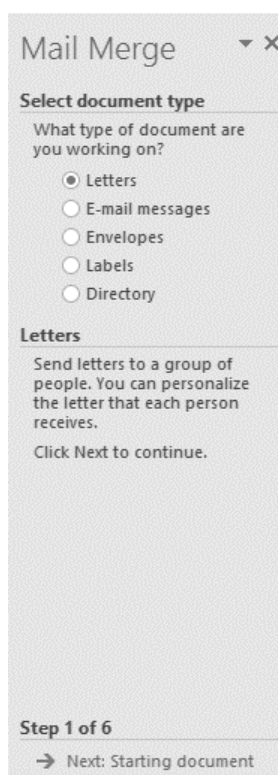 Mail Merge
Select document type
What type of document are
you working on?
Letters
E-mail messages
Envelopes
Labels
Directory
Letters
Send letters to a group of
people. You can personalize
the letter that each person
receives.
Click Next to continue.
Step 1 of 6
Next: Starting document